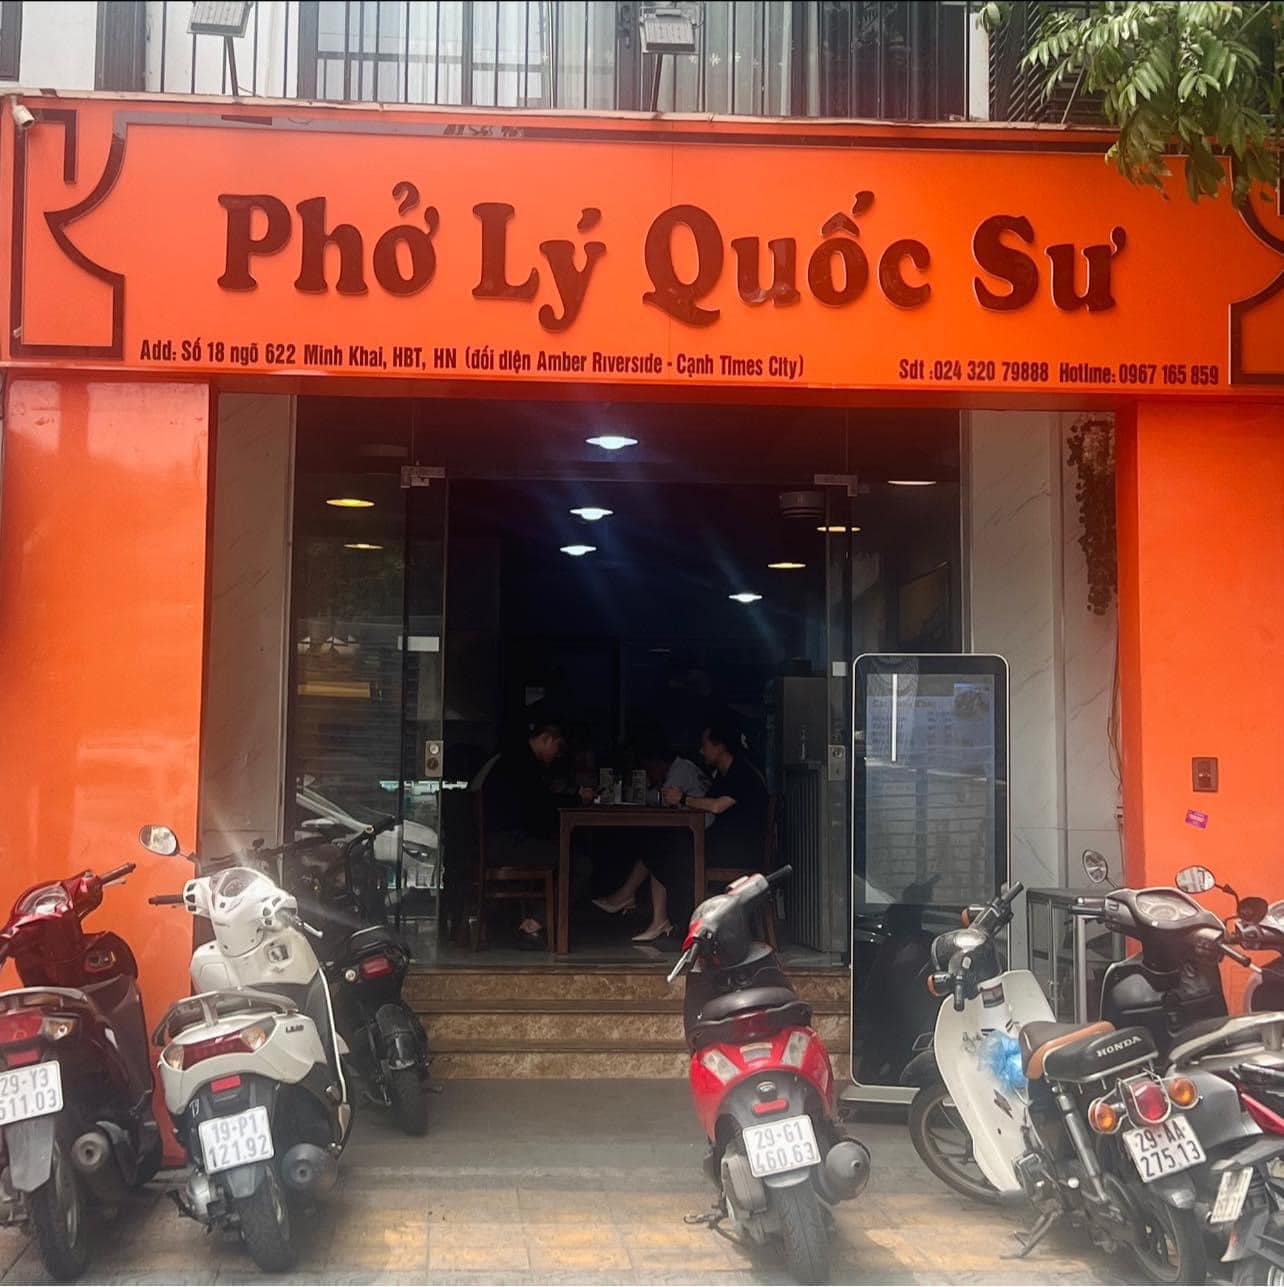 Phở Lý Quốc Sư
Add: Số 18 ngõ 622 Minh Khai, HBT, HN (đối diện Amber Riverside - Cạnh Times City)
Sdt :024 320 79888 Hotline: 0967 165 859
LEAD
19-P1
121.92
29-G1
460.63
HONDA
29-AA
275.13
29-Y3